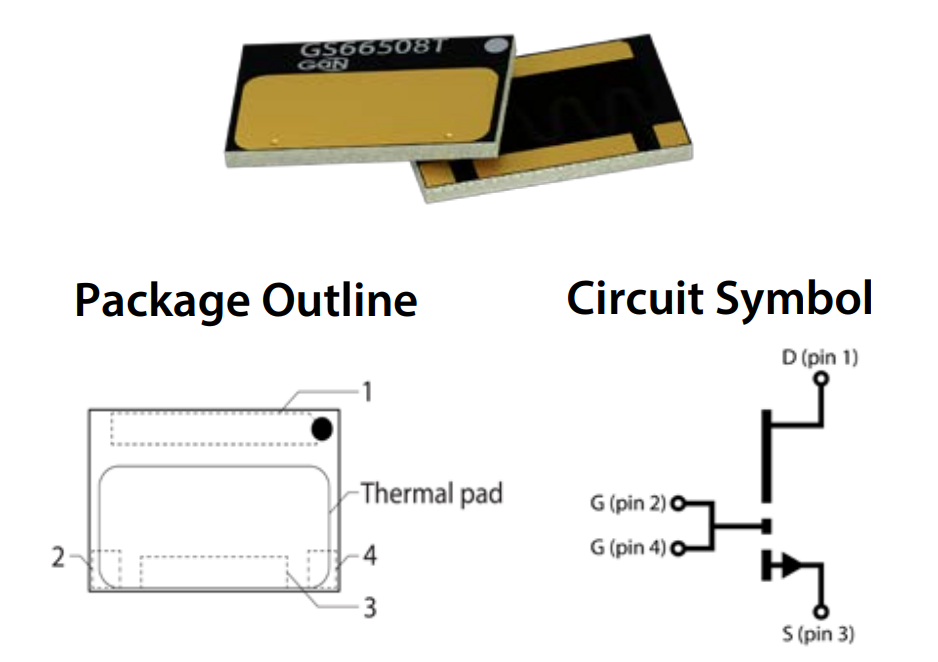 GS66508T
GaN
Package Outline
Circuit Symbol
D (pin 1)
1
Thermal pad
G (pin 2)
G (pin 4)
2
4
3
S (pin 3)